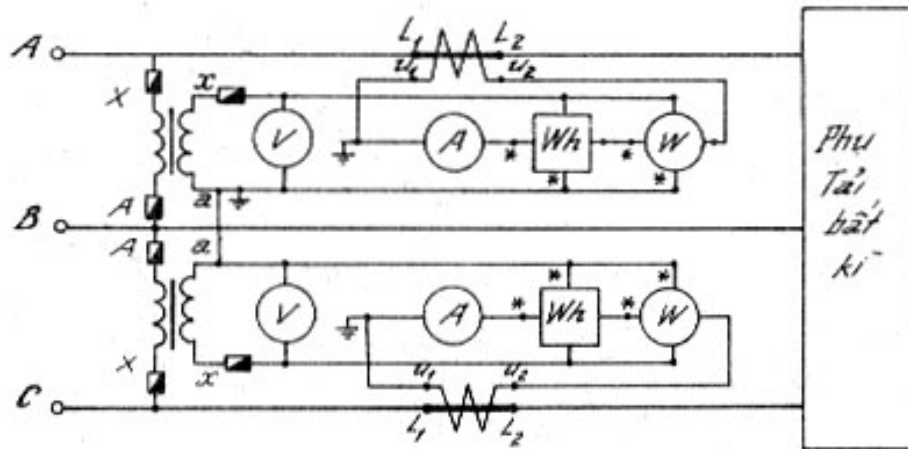 A
L₁ L₂
u₁ u₂
X
x
V
A
*
Wh
*
*
W
*
Phụ
Tải
bất
kì
A
a
B
A
a
V
A
*
Wh
*
*
W
*
X
x
u₁ u₂
C
L₁ L₂